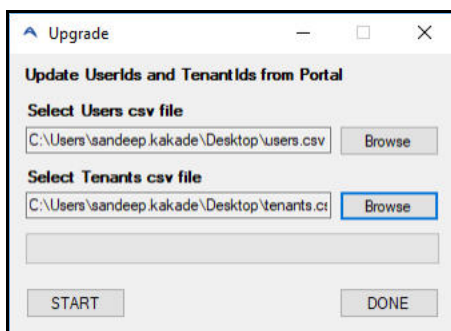 Upgrade
Update UserIds and TenantIds from Portal
Select Users csv file
C:\Users\sandeep.kakade\Desktop\users.csv Browse
Select Tenants csv file
C:\Users\sandeep.kakade\Desktop\tenants.cs Browse
START DONE